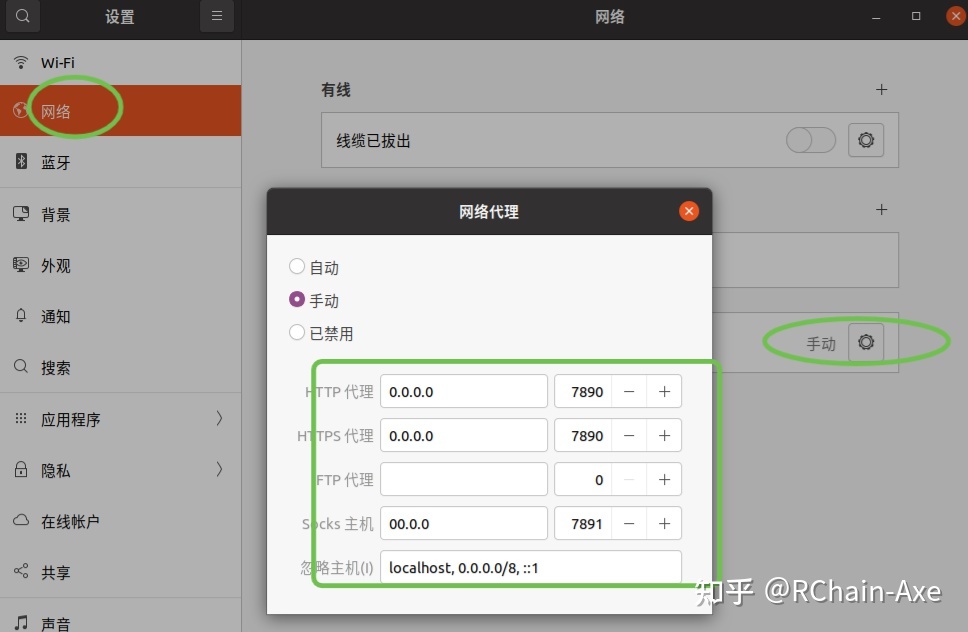 设置
网络
Wi-Fi
网络
蓝牙
背景
外观
通知
搜索
应用程序
隐私
在线帐户
共享
声音
有线
线缆已拔出
手动
网络代理
自动
手动
已禁用
HTTP 代理 0.0.0.0 7890
HTTPS 代理 0.0.0.0 7890
FTP 代理 0
Socks 主机 00.0.0 7891
忽略主机(I) localhost, 0.0.0.0/8, ::1
知乎 @RChain-Axe